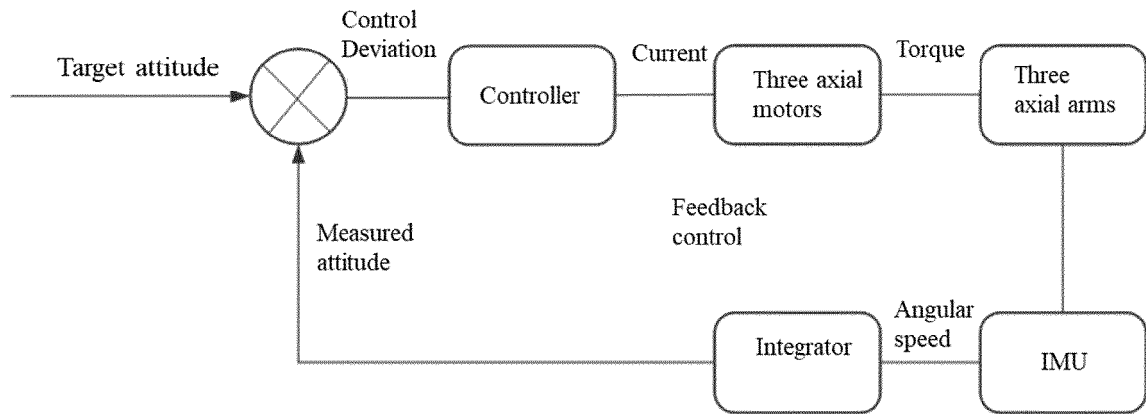 Target attitude
Control
Deviation
Controller
Current
Three axial
motors
Torque
Three
axial arms
Measured
attitude
Feedback
control
Integrator
Angular
speed
IMU